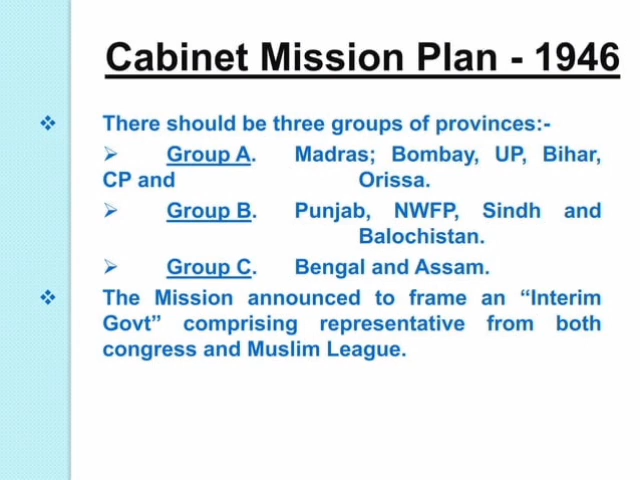 Cabinet Mission Plan - 1946
❖ There should be three groups of provinces:-
➢ Group A. Madras; Bombay, UP, Bihar,
CP and Orissa.
➢ Group B. Punjab, NWFP, Sindh and
Balochistan.
➢ Group C. Bengal and Assam.
❖ The Mission announced to frame an “Interim
Govt” comprising representative from both
congress and Muslim League.